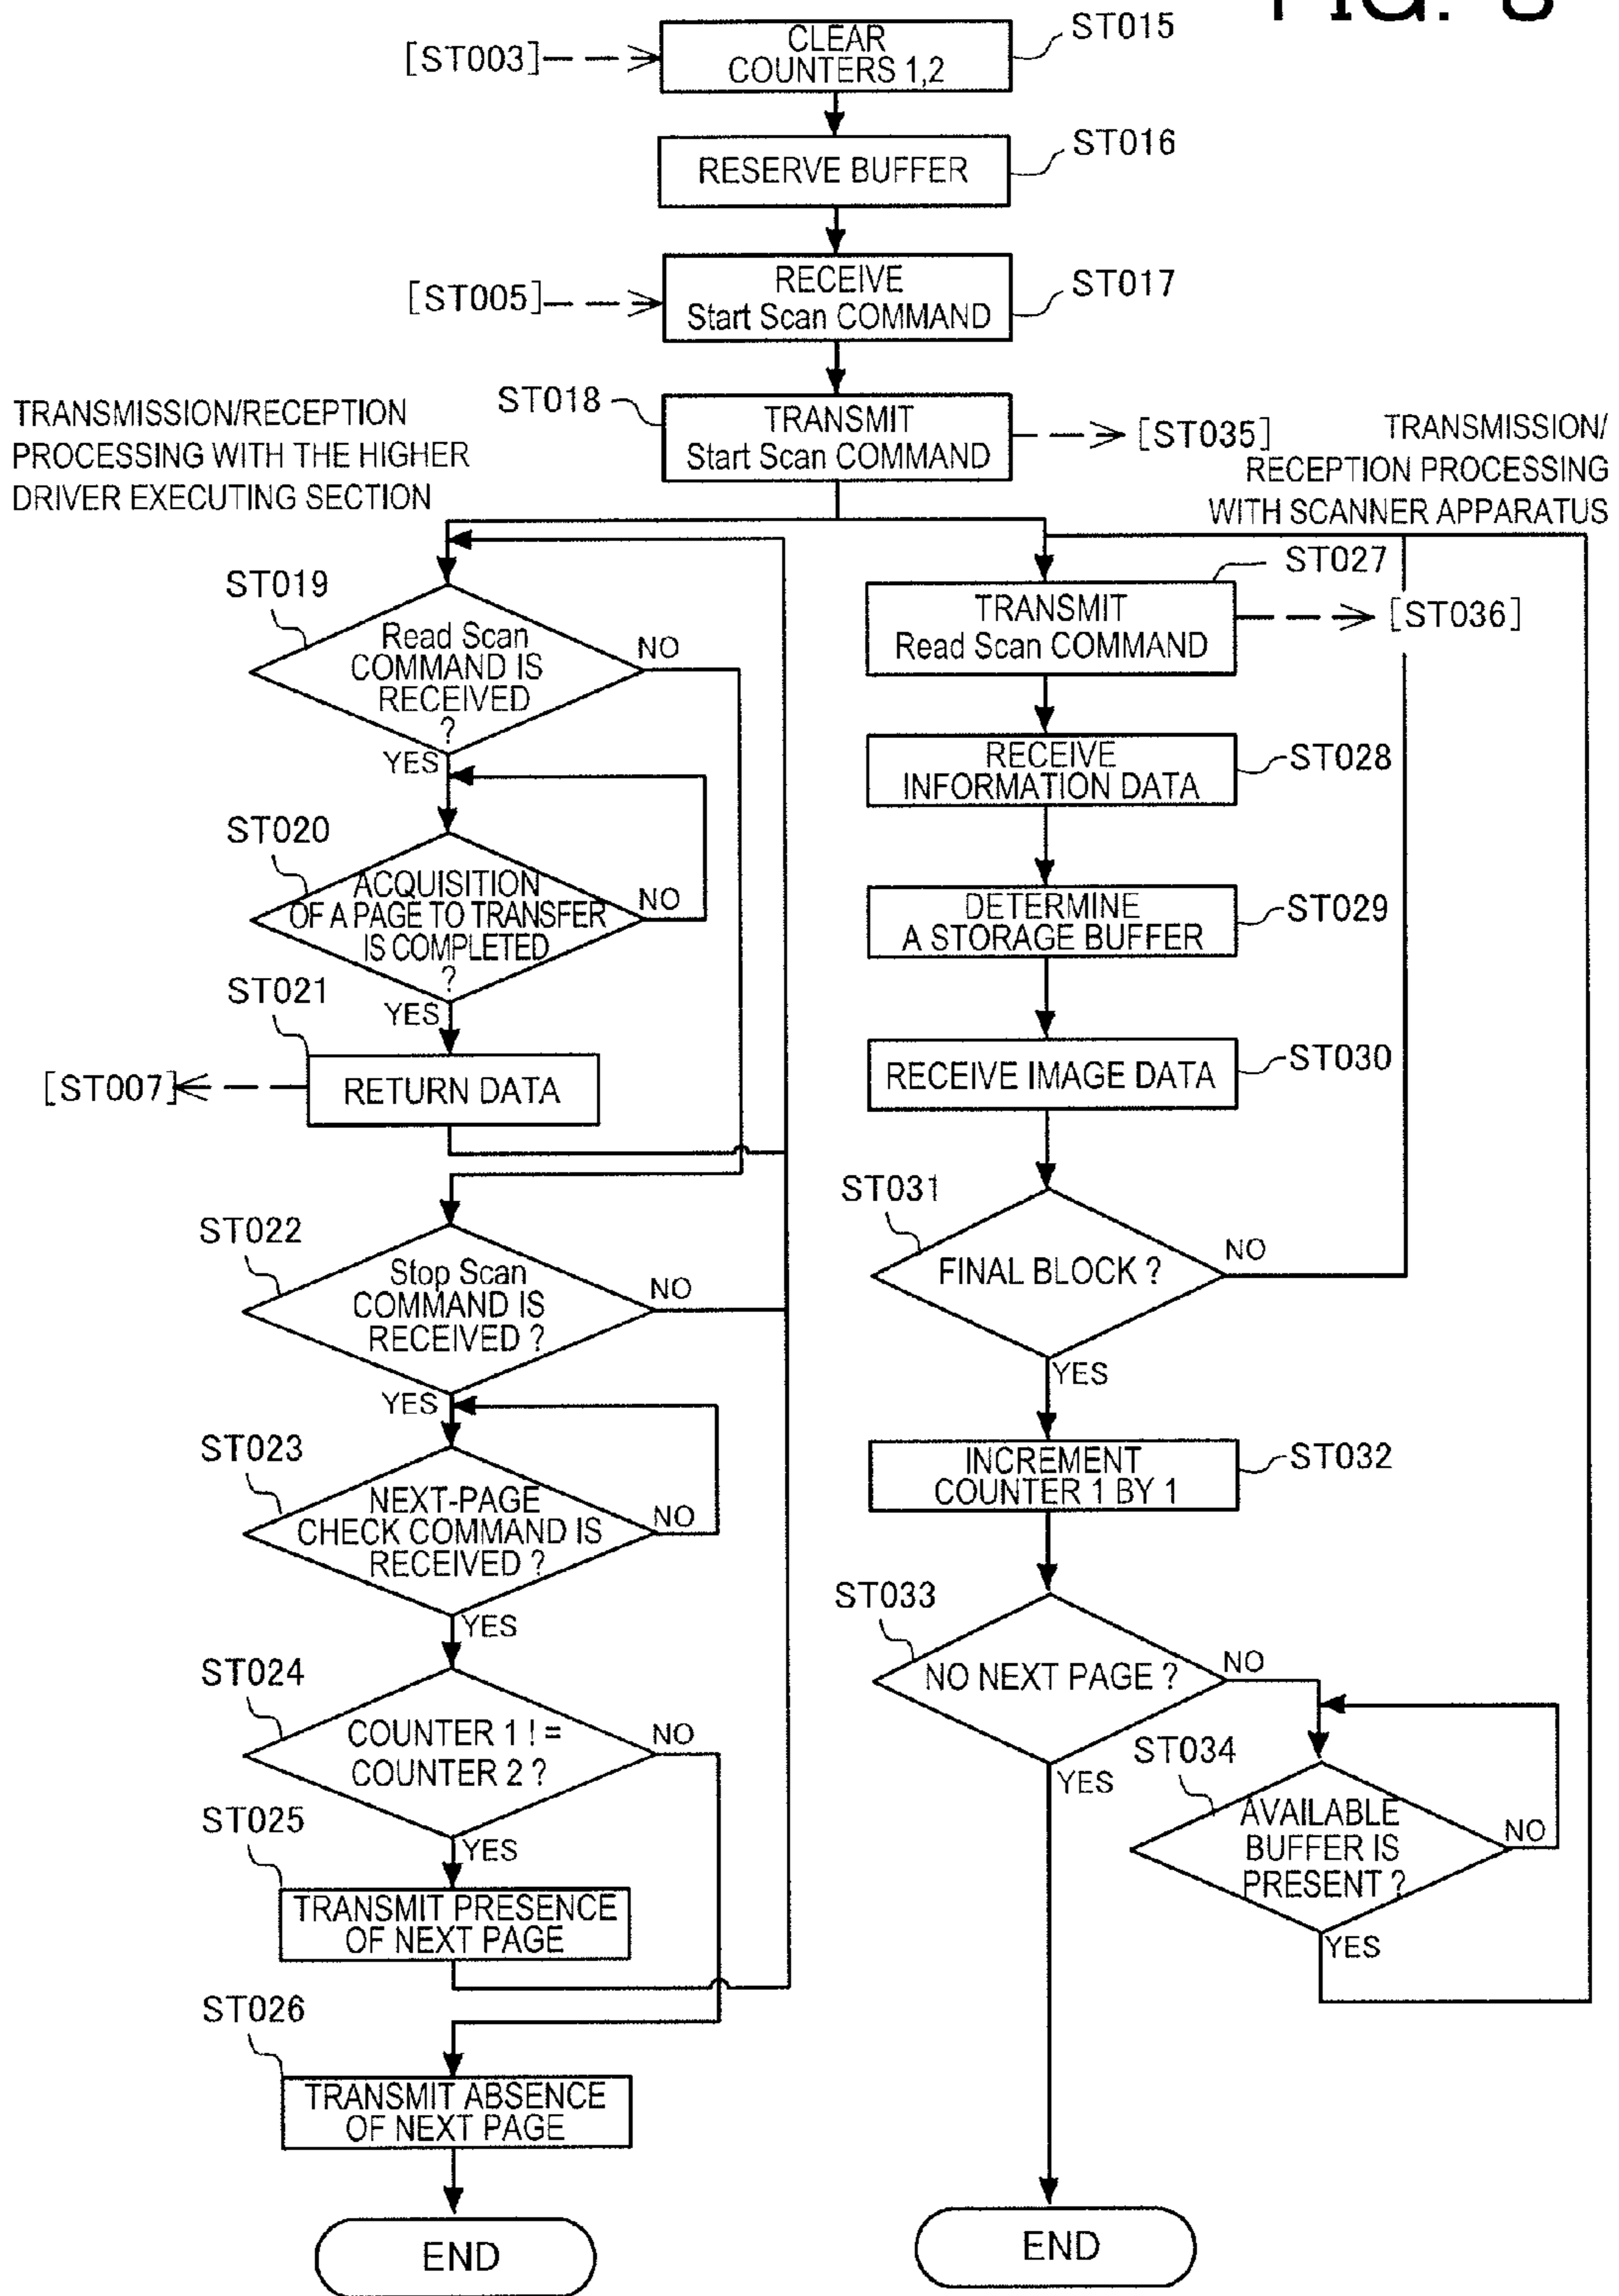 FIG.
[ST003]
CLEAR
COUNTERS 1,2
ST015
RESERVE BUFFER
ST016
[ST005]
RECEIVE
Start Scan COMMAND
ST017
ST018
TRANSMIT
Start Scan COMMAND
[ST035]
TRANSMISSION/RECEPTION
PROCESSING WITH THE HIGHER
DRIVER EXECUTING SECTION
TRANSMISSION/
RECEPTION PROCESSING
WITH SCANNER APPARATUS
ST019
Read Scan
COMMAND IS
RECEIVED
?
NO
YES
ST020
ACQUISITION
OF A PAGE TO TRANSFER
IS COMPLETED
?
NO
YES
ST021
[ST007]
RETURN DATA
ST022
Stop Scan
COMMAND IS
RECEIVED ?
NO
YES
ST023
NEXT-PAGE
CHECK COMMAND IS
RECEIVED ?
NO
YES
ST024
COUNTER 1 ! =
COUNTER 2 ?
NO
YES
ST025
TRANSMIT PRESENCE
OF NEXT PAGE
ST026
TRANSMIT ABSENCE
OF NEXT PAGE
END
ST027
TRANSMIT
Read Scan COMMAND
[ST036]
RECEIVE
INFORMATION DATA
ST028
DETERMINE
A STORAGE BUFFER
ST029
RECEIVE IMAGE DATA
ST030
ST031
FINAL BLOCK ?
NO
YES
INCREMENT
COUNTER 1 BY 1
ST032
ST033
NO NEXT PAGE ?
NO
YES
ST034
AVAILABLE
BUFFER IS
PRESENT ?
NO
YES
END